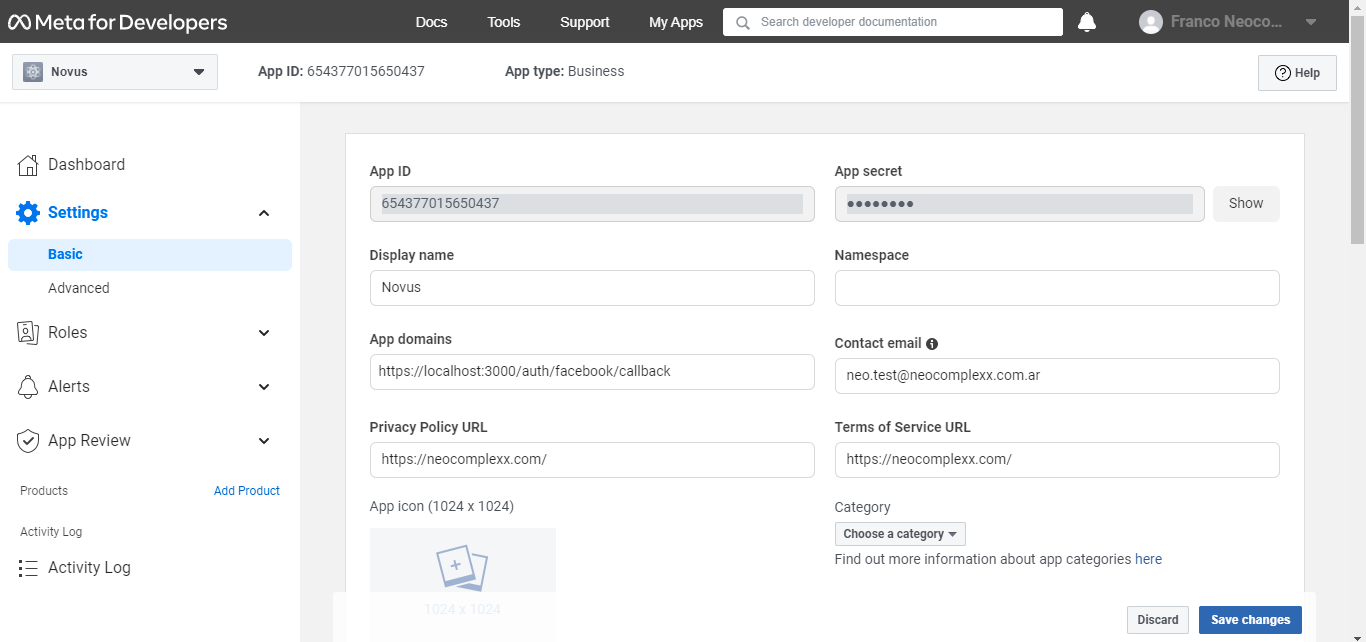 Meta for Developers
Docs
Tools
Support
My Apps
Search developer documentation
Franco Neoco...
Novus
App ID: 654377015650437
App type: Business
Help
Dashboard
Settings
Basic
Advanced
Roles
Alerts
App Review
Products
Add Product
Activity Log
Activity Log
App ID
654377015650437
App secret
●●●●●●●●
Show
Display name
Novus
Namespace
App domains
https://localhost:3000/auth/facebook/callback
Contact email
neo.test@neocomplexx.com.ar
Privacy Policy URL
https://neocomplexx.com/
Terms of Service URL
https://neocomplexx.com/
App icon (1024 x 1024)
1024 x 1024
Category
Choose a category
Find out more information about app categories here
Discard
Save changes